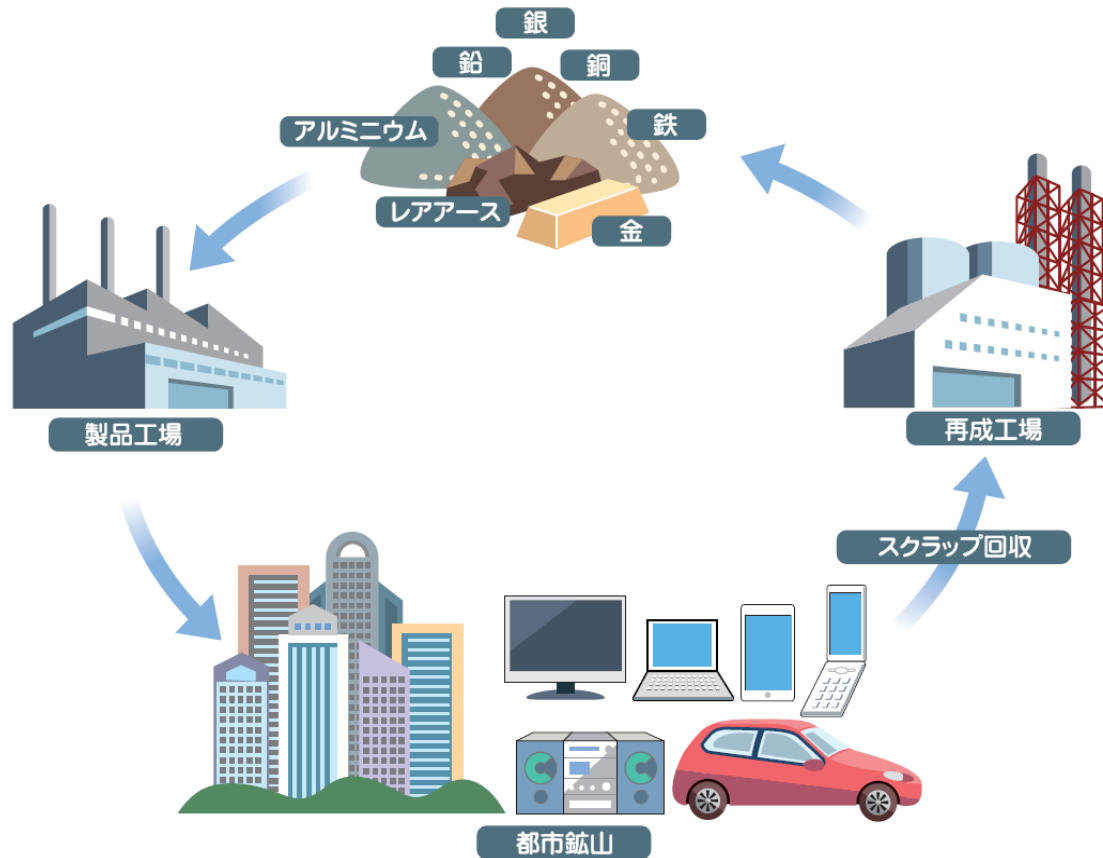 銀
鉛
銅
アルミニウム
鉄
レアアース
金
製品工場
再成工場
スクラップ回収
都市鉱山